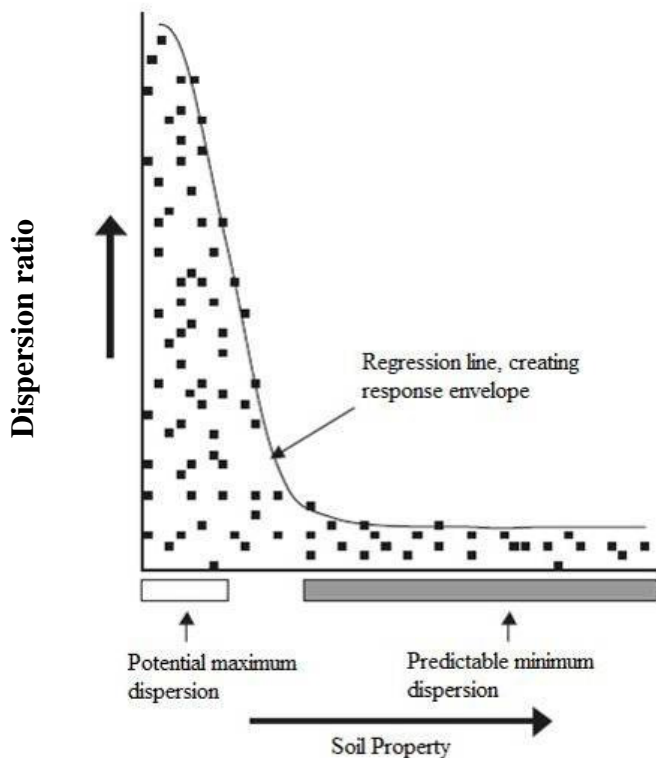 Dispersion ratio
Regression line, creating
response envelope
Potential maximum
dispersion
Predictable minimum
dispersion
Soil Property